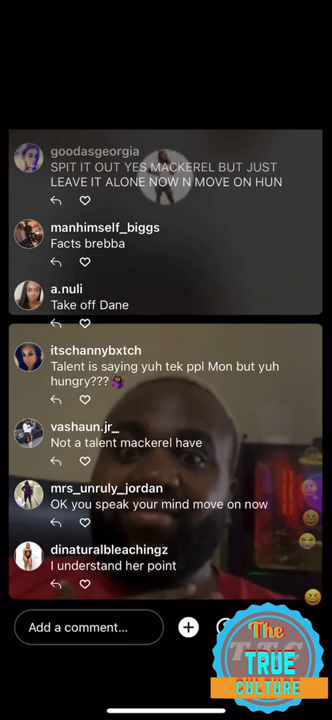 goodasgeorgia
SPIT IT OUT YES MACKEREL BUT JUST
LEAVE IT ALONE NOW N MOVE ON HUN
manhimself_biggs
Facts brebba
a.nuli
Take off Dane
itschannybxtch
Talent is saying yuh tek ppl Mon but yuh
hungry???
vashaun.jr_
Not a talent mackerel have
mrs_unruly_jordan
OK you speak your mind move on now
dinaturalbleachingz
I understand her point
Add a comment...
The
TRUE
CULTURE